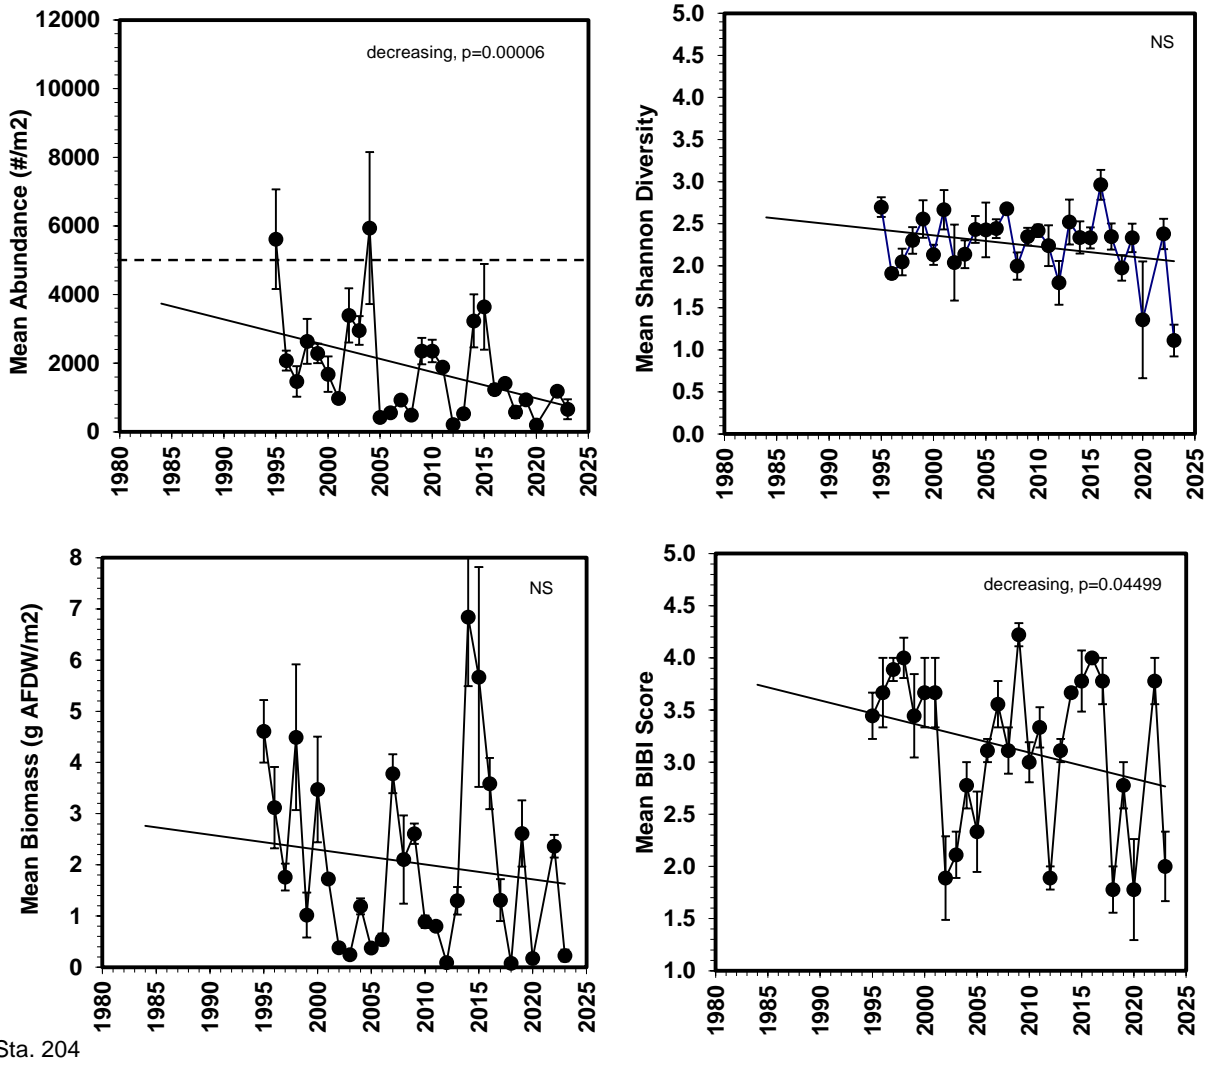 12000
10000
8000
6000
4000
2000
0
Mean Abundance (#/m2)
decreasing, p=0.00006
1980 1985 1990 1995 2000 2005 2010 2015 2020 2025
5.0
4.5
4.0
3.5
3.0
2.5
2.0
1.5
1.0
0.5
0.0
Mean Shannon Diversity
NS
1980 1985 1990 1995 2000 2005 2010 2015 2020 2025
8
7
6
5
4
3
2
1
0
Mean Biomass (g AFDW/m2)
NS
1980 1985 1990 1995 2000 2005 2010 2015 2020 2025
5.0
4.5
4.0
3.5
3.0
2.5
2.0
1.5
1.0
Mean BIBI Score
decreasing, p=0.04499
1980 1985 1990 1995 2000 2005 2010 2015 2020 2025
Sta. 204